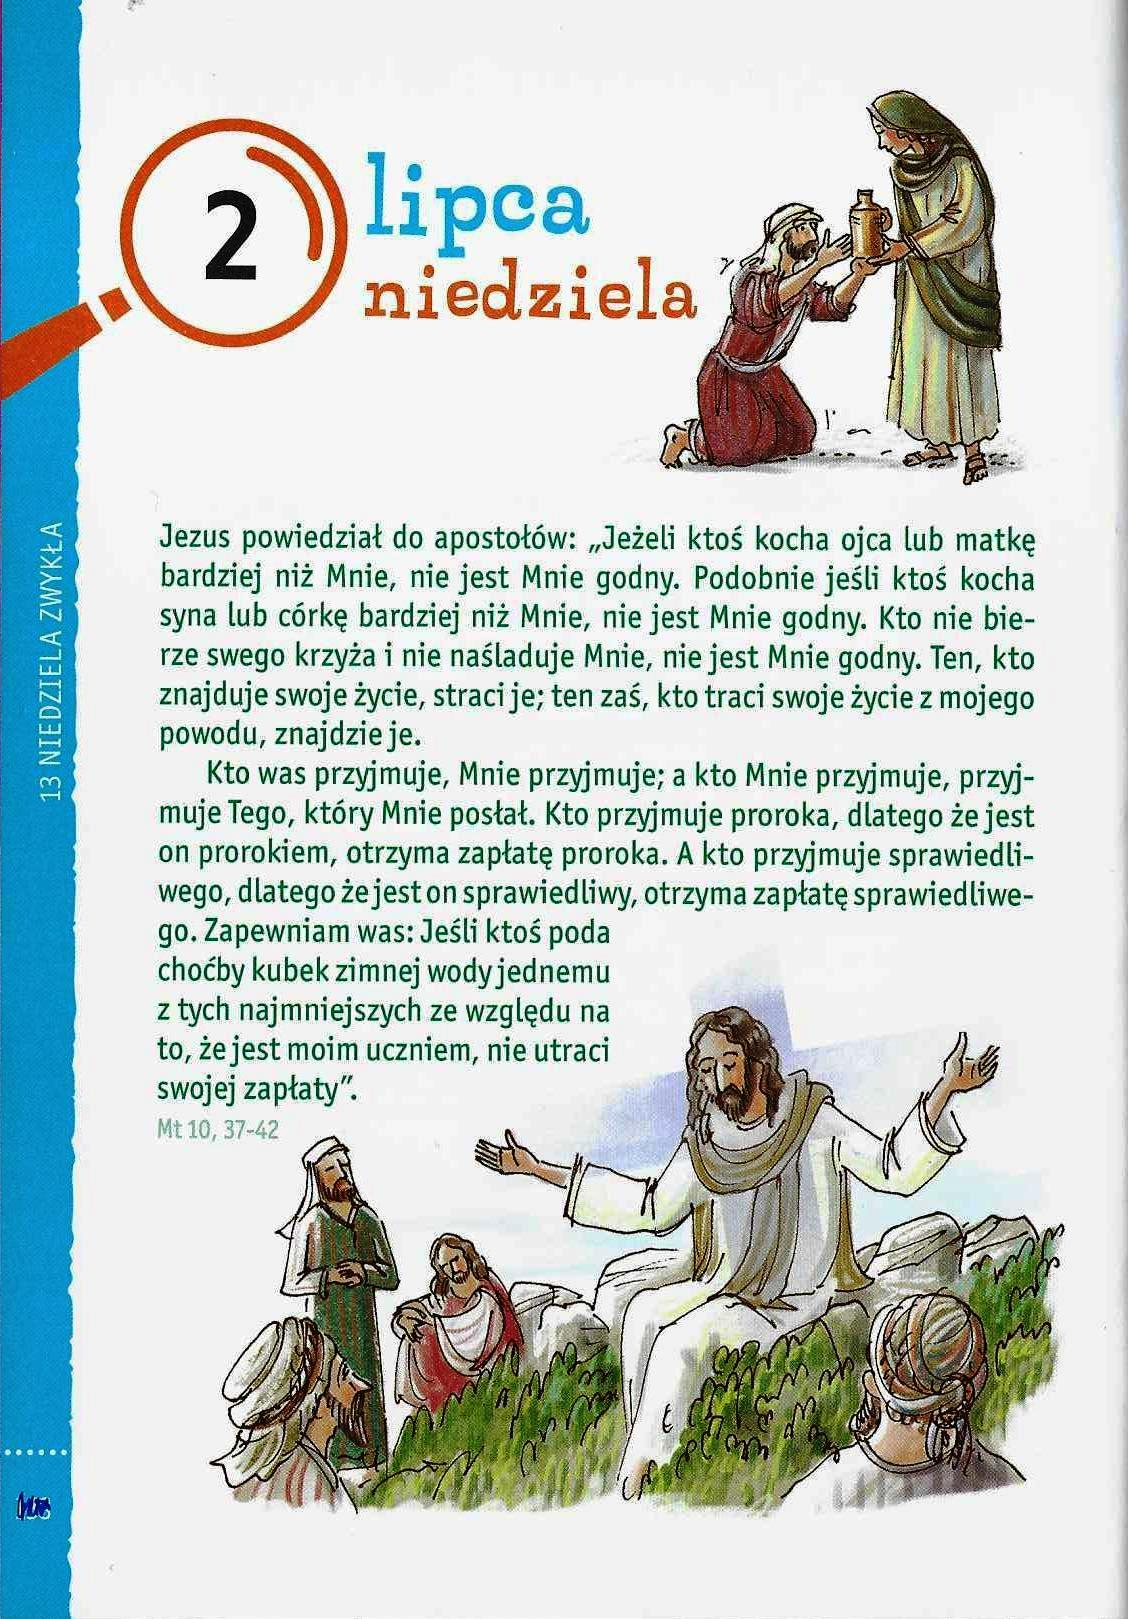 2
lipca
niedziela
13 NIEDZIELA ZWYKŁA
Jezus powiedział do apostołów: „Jeżeli ktoś kocha ojca lub matkę
bardziej niż Mnie, nie jest Mnie godny. Podobnie jeśli ktoś kocha
syna lub córkę bardziej niż Mnie, nie jest Mnie godny. Kto nie bie-
rze swego krzyża i nie naśladuje Mnie, nie jest Mnie godny. Ten, kto
znajduje swoje życie, straci je; ten zaś, kto traci swoje życie z mojego
powodu, znajdzie je.
Kto was przyjmuje, Mnie przyjmuje; a kto Mnie przyjmuje, przyj-
muje Tego, który Mnie posłał. Kto przyjmuje proroka, dlatego że jest
on prorokiem, otrzyma zapłatę proroka. A kto przyjmuje sprawiedli-
wego, dlatego że jest on sprawiedliwy, otrzyma zapłatę sprawiedliwe-
go. Zapewniam was: Jeśli ktoś poda
choćby kubek zimnej wody jednemu
z tych najmniejszych ze względu na
to, że jest moim uczniem, nie utraci
swojej zapłaty”.
Mt 10, 37-42